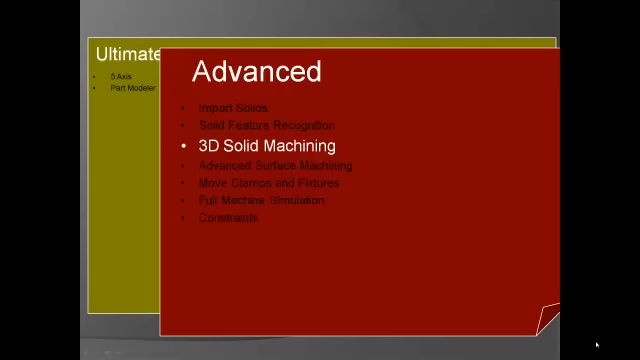 Ultimate
• 5 Axis
• Part Modeler
Advanced
• Import Solids
• Solid Feature Recognition
• 3D Solid Machining
• Advanced Surface Machining
• Move Clamps and Fixtures
• Full Machine Simulation
• Constraints